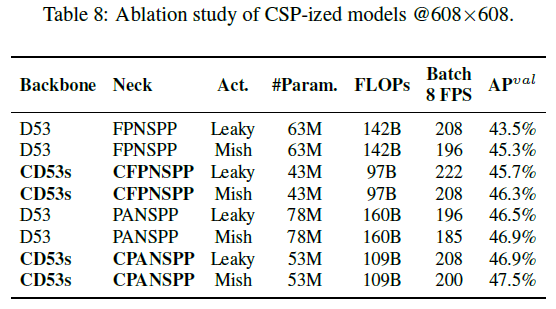 Table 8: Ablation study of CSP-ized models @608×608.
Backbone Neck Act. #Param. FLOPs Batch 8 FPS APval
D53 FPNSPP Leaky 63M 142B 208 43.5%
D53 FPNSPP Mish 63M 142B 196 45.3%
CD53s CFPNSPP Leaky 43M 97B 222 45.7%
CD53s CFPNSPP Mish 43M 97B 208 46.3%
D53 PANSPP Leaky 78M 160B 196 46.5%
D53 PANSPP Mish 78M 160B 185 46.9%
CD53s CPANSPP Leaky 53M 109B 208 46.9%
CD53s CPANSPP Mish 53M 109B 200 47.5%